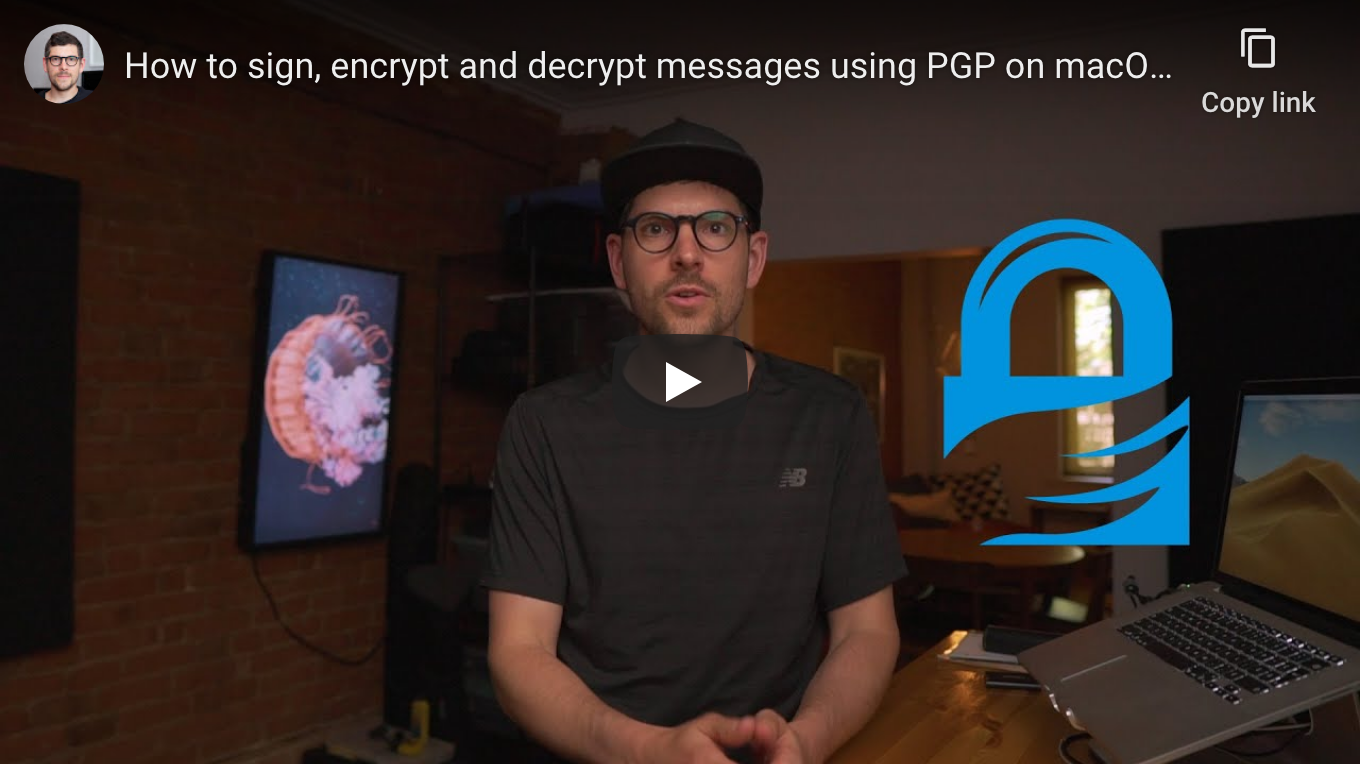 How to sign, encrypt and decrypt messages using PGP on macO…
Copy link
NB